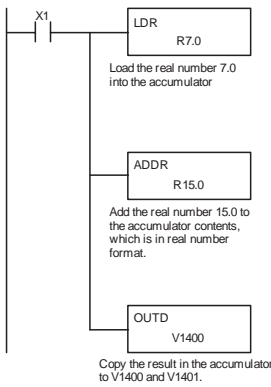 X1
LDR
R7.0
Load the real number 7.0
into the accumulator
ADDR
R15.0
Add the real number 15.0 to
the accumulator contents,
which is in real number
format.
OUTD
V1400
Copy the result in the accumulator
to V1400 and V1401.